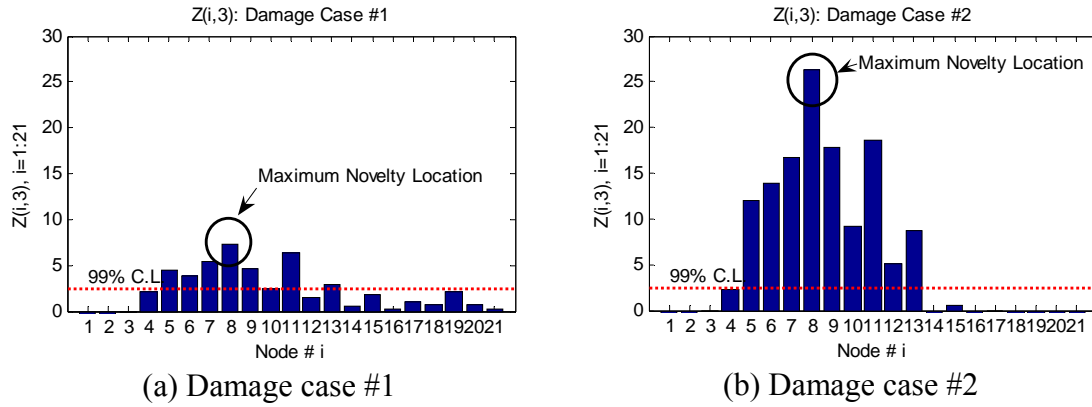 Z(i,3): Damage Case #1
30
25
20
15
10
5
0
Z(i,3), i=1:21
Maximum Novelty Location
99% C.L
1 2 3 4 5 6 7 8 9 10 11 12 13 14 15 16 17 18 19 20 21
Node # i
(a) Damage case #1
Z(i,3): Damage Case #2
30
25
20
15
10
5
0
Z(i,3), i=1:21
Maximum Novelty Location
99% C.L
1 2 3 4 5 6 7 8 9 10 11 12 13 14 15 16 17 18 19 20 21
Node # i
(b) Damage case #2